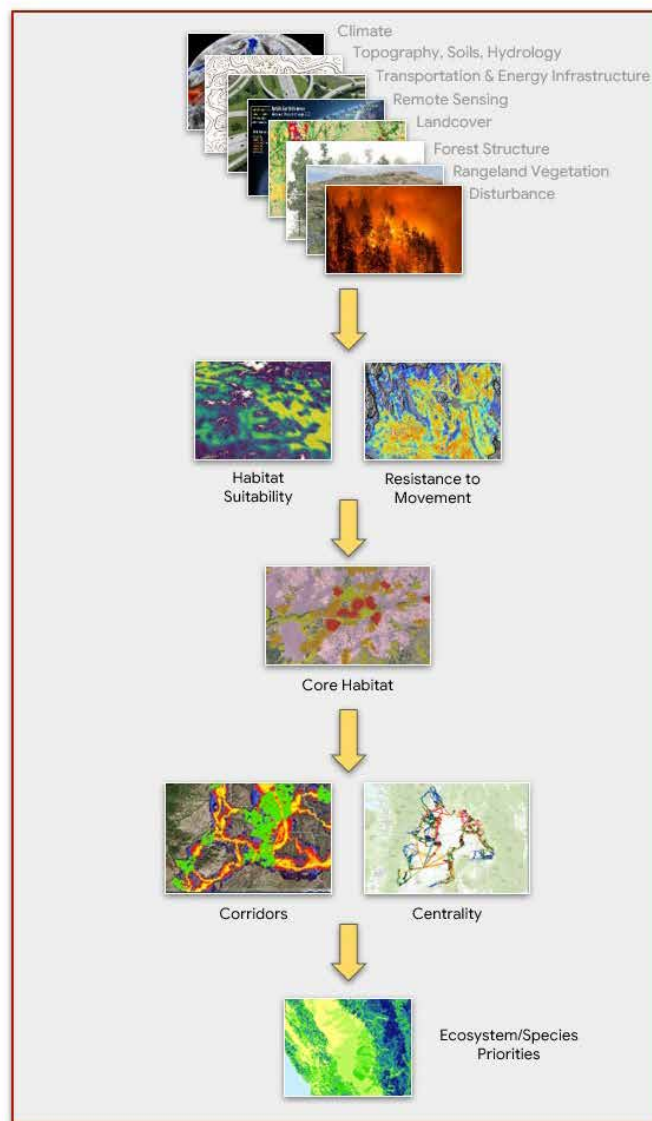 Climate
Topography, Soils, Hydrology
Transportation & Energy Infrastructure
Remote Sensing
Landcover
Forest Structure
Rangeland Vegetation
Disturbance
Habitat
Suitability
Resistance to
Movement
Core Habitat
Corridors
Centrality
Ecosystem/Species
Priorities